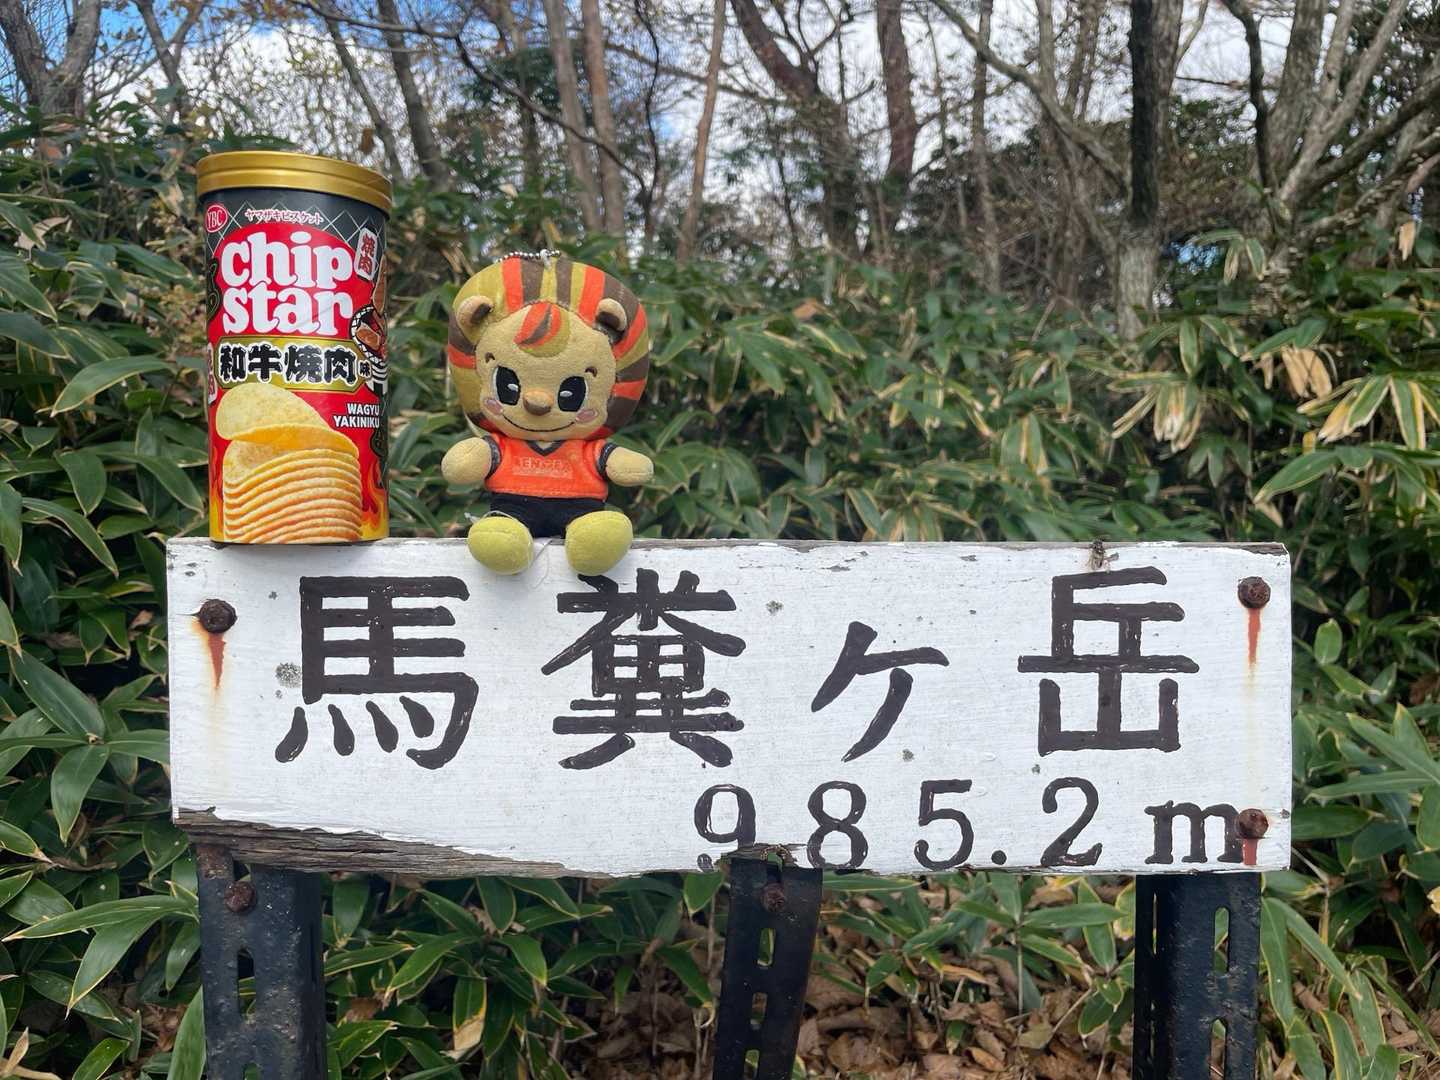 YBC
ヤマザキビスケット
chip
star
焼肉
和牛焼肉味
WAGYU
YAKINIKU
馬糞ヶ岳
985.2m